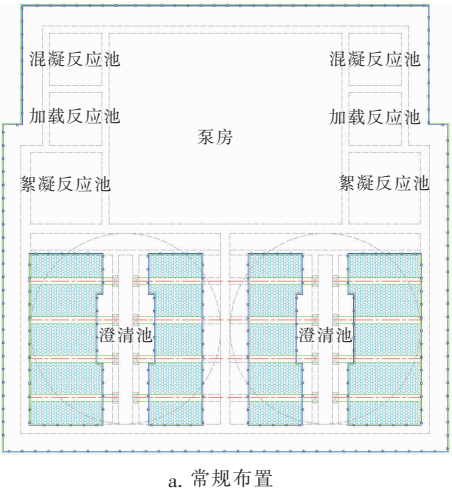 混凝反应池 混凝反应池
加载反应池 加载反应池
泵房
絮凝反应池 絮凝反应池
澄清池 澄清池
a. 常规布置